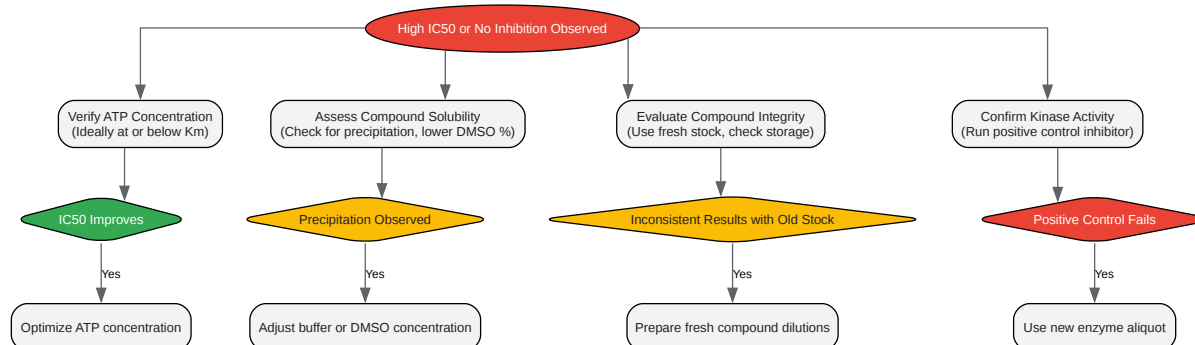 High IC50 or No Inhibition Observed
Verify ATP Concentration
(Ideally at or below Km)
Assess Compound Solubility
(Check for precipitation, lower DMSO %)
Evaluate Compound Integrity
(Use fresh stock, check storage)
Confirm Kinase Activity
(Run positive control inhibitor)
IC50 Improves
Precipitation Observed
Inconsistent Results with Old Stock
Positive Control Fails
Yes
Yes
Yes
Yes
Optimize ATP concentration
Adjust buffer or DMSO concentration
Prepare fresh compound dilutions
Use new enzyme aliquot